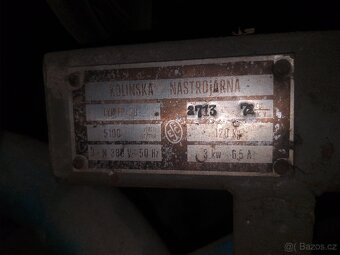 KOLÍNSKÁ NÁSTROJÁRNA
2713 72
5100 120
3 ~ N 380 V - 50 Hz 3 kW 6,5 A
© Bazos.cz